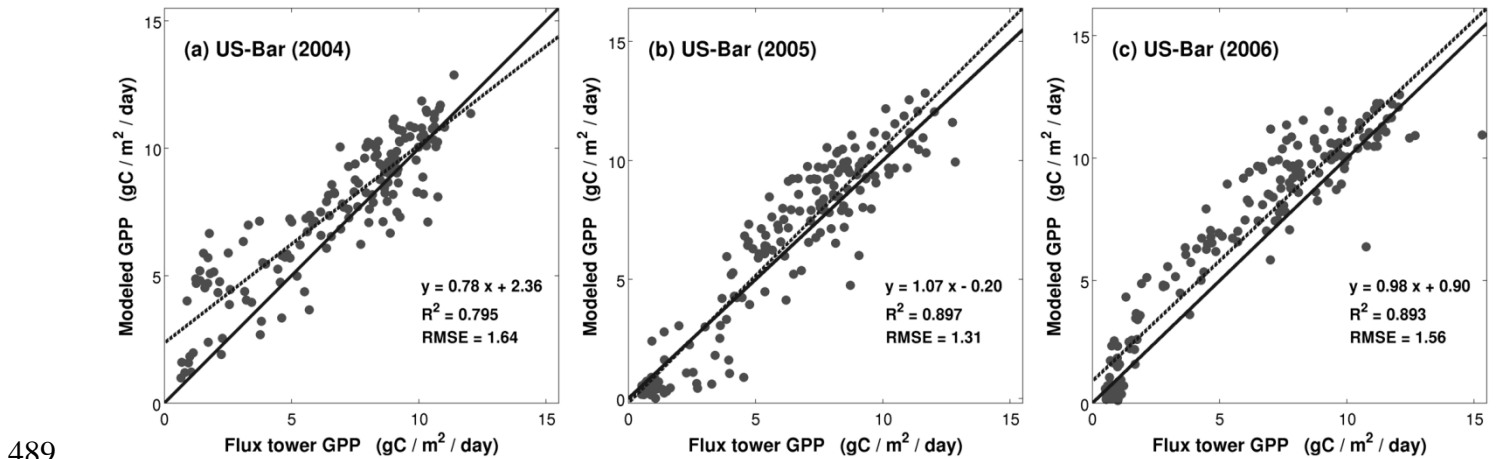 (a) US-Bar (2004)
Modeled GPP (gC / m² / day)
15
10
5
0
y = 0.78 x + 2.36
R² = 0.795
RMSE = 1.64
0 5 10 15
Flux tower GPP (gC / m² / day)
(b) US-Bar (2005)
Modeled GPP (gC / m² / day)
15
10
5
0
y = 1.07 x - 0.20
R² = 0.897
RMSE = 1.31
0 5 10 15
Flux tower GPP (gC / m² / day)
(c) US-Bar (2006)
Modeled GPP (gC / m² / day)
15
10
5
0
y = 0.98 x + 0.90
R² = 0.893
RMSE = 1.56
0 5 10 15
Flux tower GPP (gC / m² / day)
489